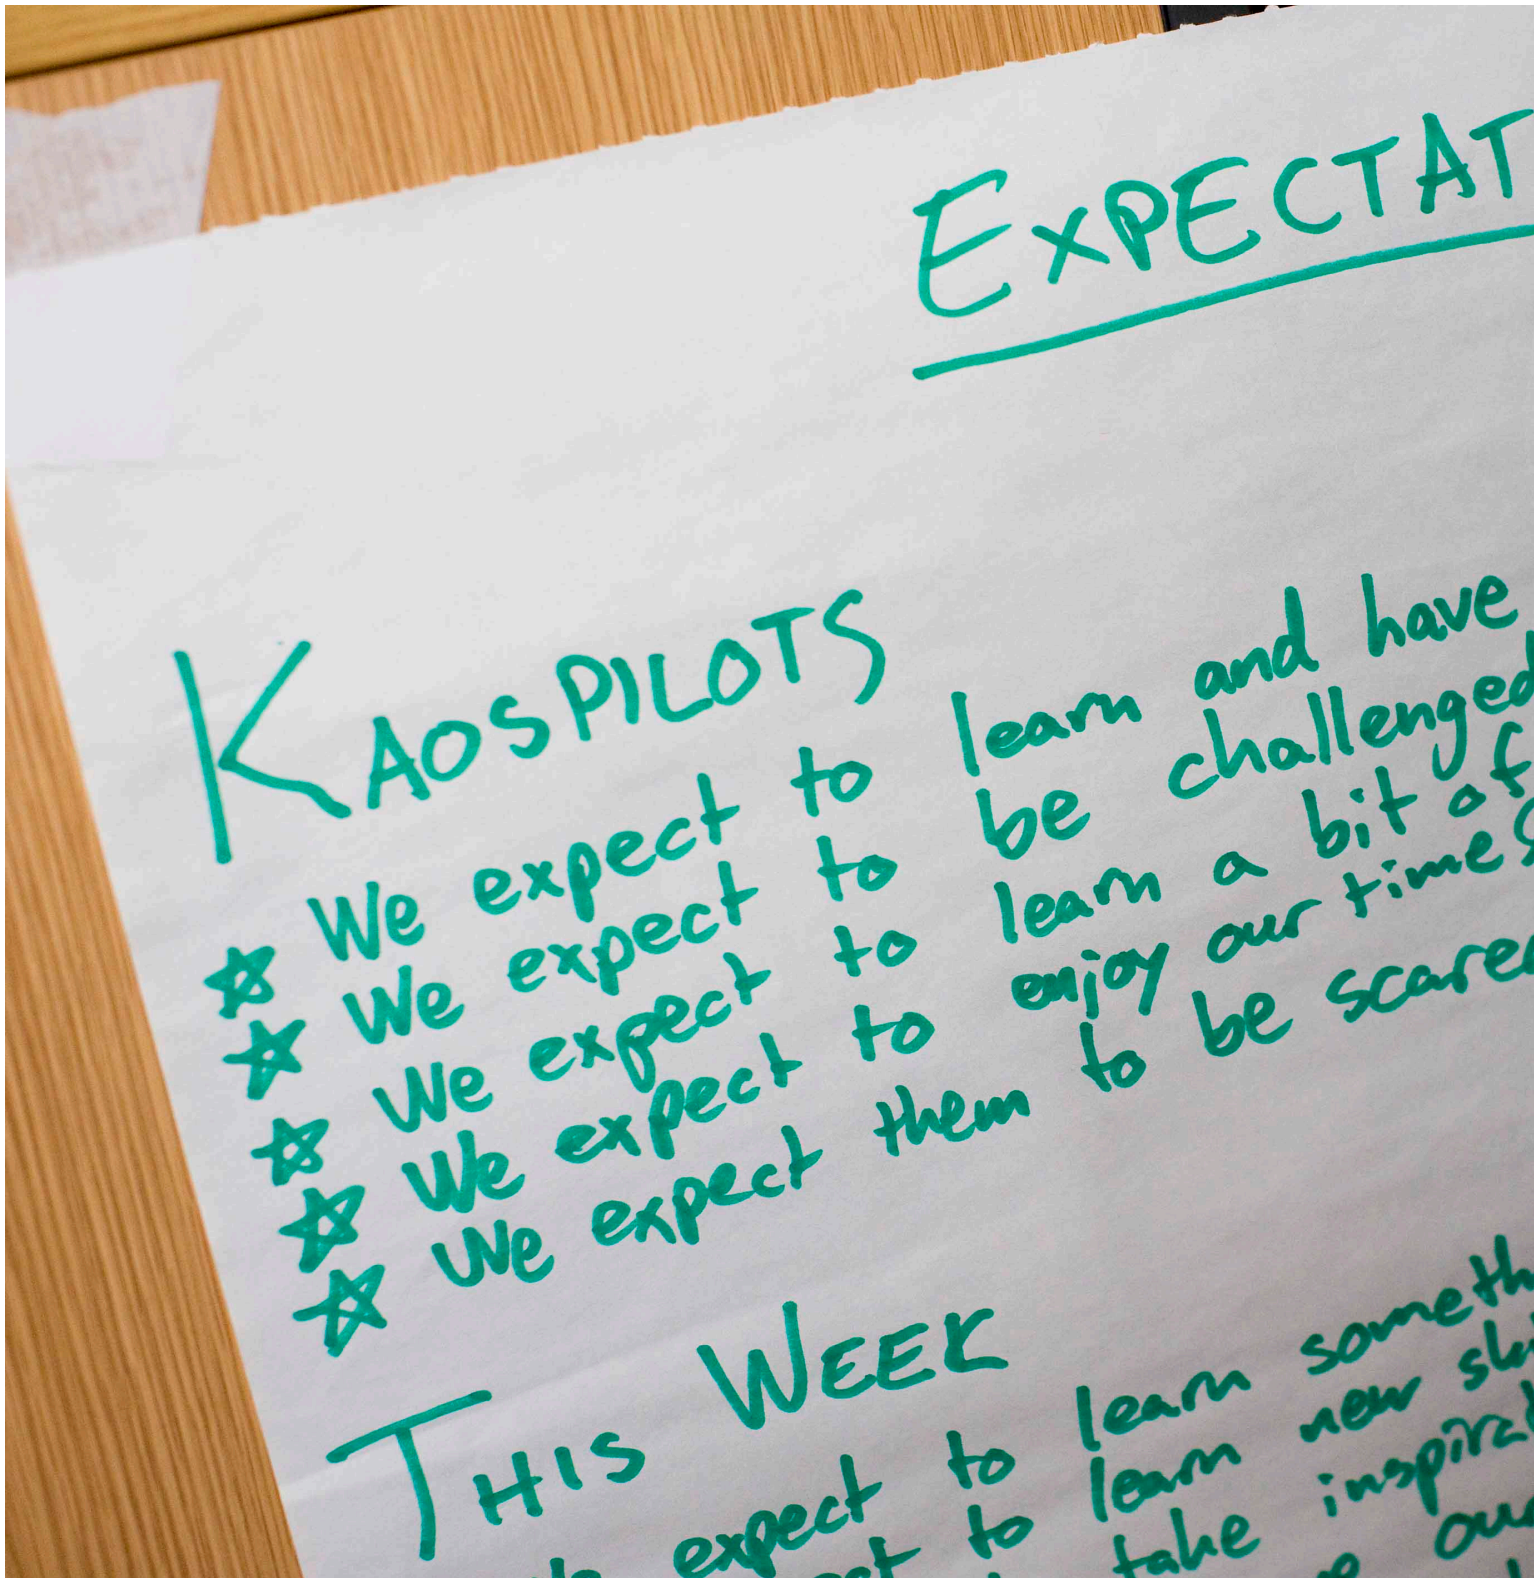 EXPECTAT
KAOSPILOTS
We expect to learn and have
We expect to be challenged
We expect to learn a bit of
We expect to enjoy our time
We expect them to be scared
THIS WEEK
expect to learn someth
to learn new
take inspirat
our